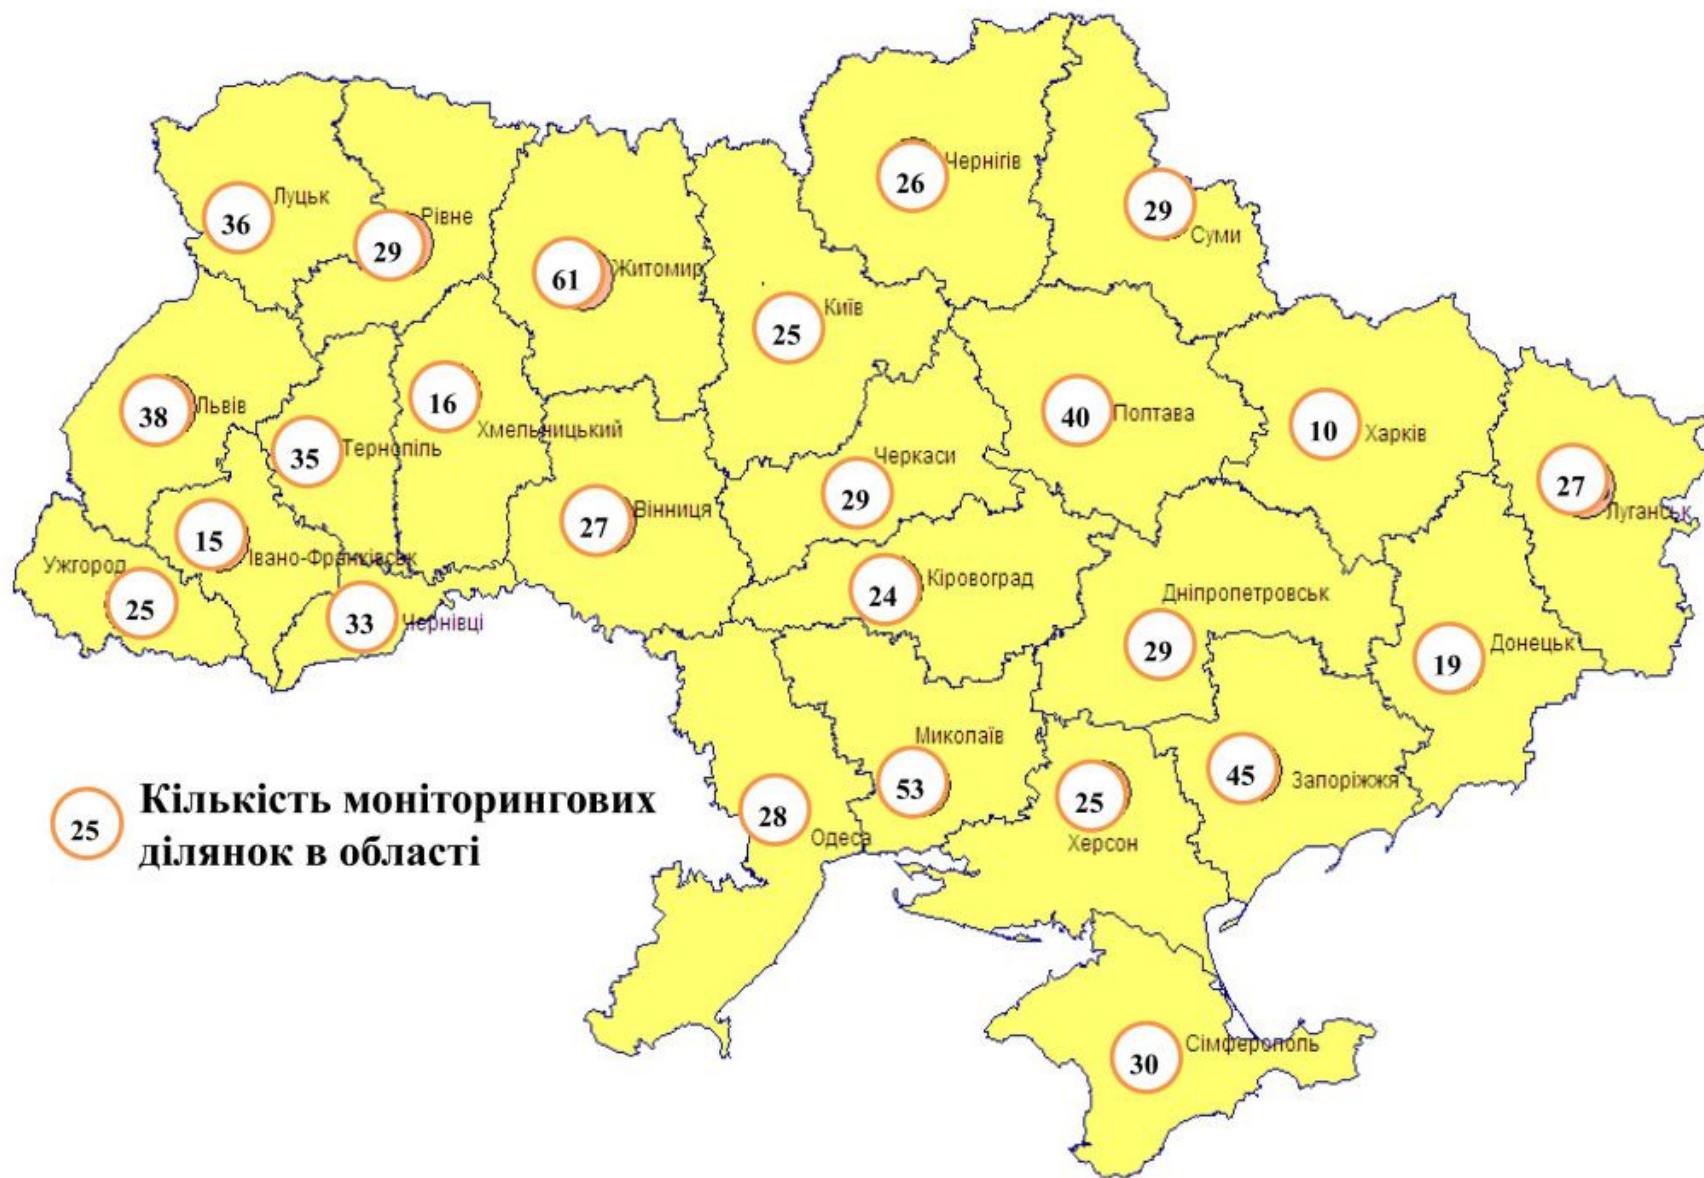 Чернігів
26
Луцьк
36
Рівне
29
29
Суми
61
Житомир
25
Київ
38
Львів
16
Хмельницький
40
Полтава
10
Харків
35
Тернопіль
Черкаси
29
27
Вінниця
27
Луганськ
15
Івано-Франківськ
Ужгород
25
33
Чернівці
24
Кіровоград
Дніпропетровськ
29
Донецьк
19
Миколаїв
53
25
Херсон
45
Запоріжжя
28
Одеса
25
Кількість моніторингових
ділянок в області
30
Сімферополь